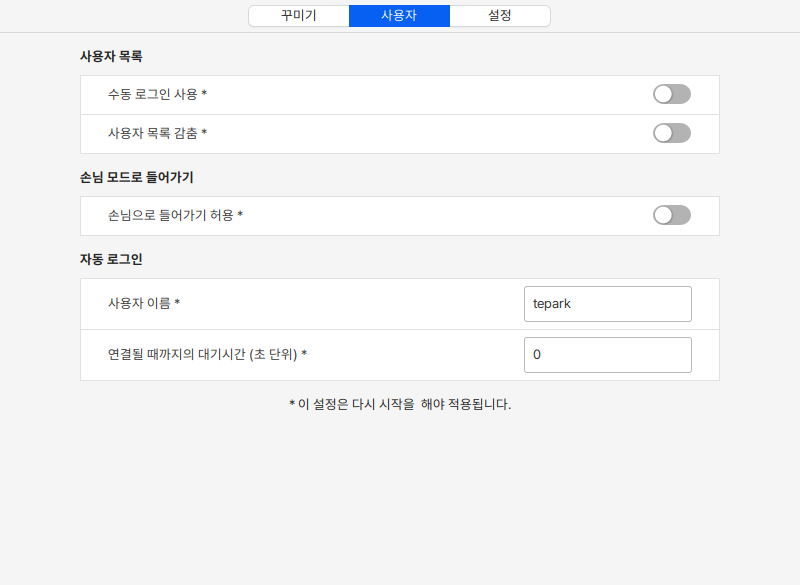 꾸미기 사용자 설정
사용자 목록
수동 로그인 사용 *
사용자 목록 감춤 *
손님 모드로 들어가기
손님으로 들어가기 허용 *
자동 로그인
사용자 이름 * tepark
연결될 때까지의 대기시간 (초 단위) * 0
* 이 설정은 다시 시작을 해야 적용됩니다.